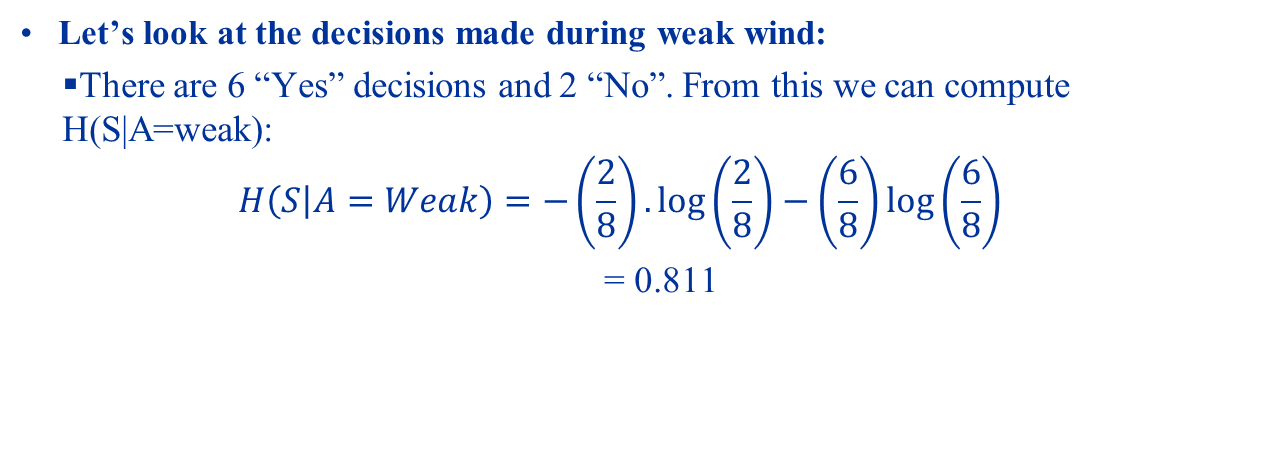 • Let’s look at the decisions made during weak wind:
▪There are 6 “Yes” decisions and 2 “No”. From this we can compute
H(S|A=weak):
H(S|A = Weak) = −(2/8).log(2/8)−(6/8)log(6/8)
= 0.811